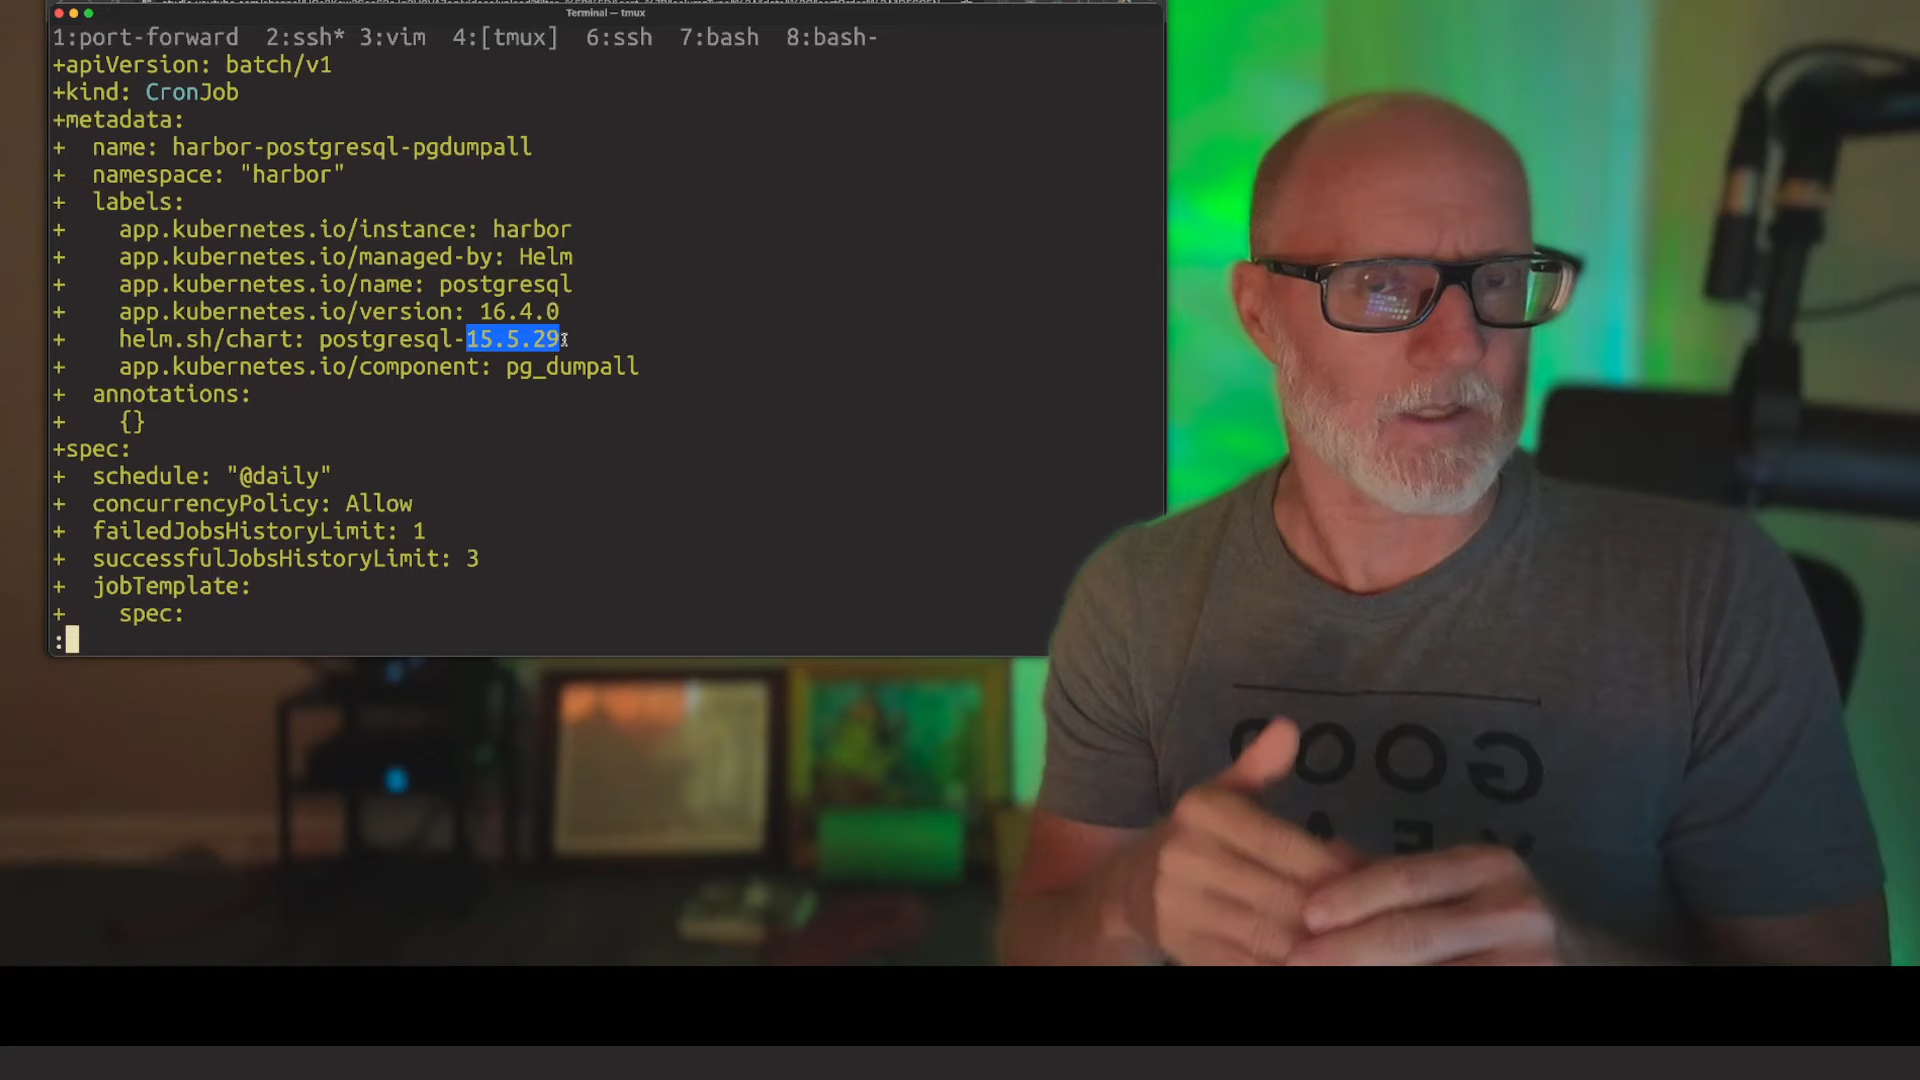 Terminal — tmux
1:port-forward 2:ssh* 3:vim 4:[tmux] 6:ssh 7:bash 8:bash-
+apiVersion: batch/v1
+kind: CronJob
+metadata:
+ name: harbor-postgresql-pgdumpall
+ namespace: "harbor"
+ labels:
+ app.kubernetes.io/instance: harbor
+ app.kubernetes.io/managed-by: Helm
+ app.kubernetes.io/name: postgresql
+ app.kubernetes.io/version: 16.4.0
+ helm.sh/chart: postgresql-15.5.29
+ app.kubernetes.io/component: pg_dumpall
+ annotations:
+ {}
+spec:
+ schedule: "@daily"
+ concurrencyPolicy: Allow
+ failedJobsHistoryLimit: 1
+ successfulJobsHistoryLimit: 3
+ jobTemplate:
+ spec:
:
GOOD